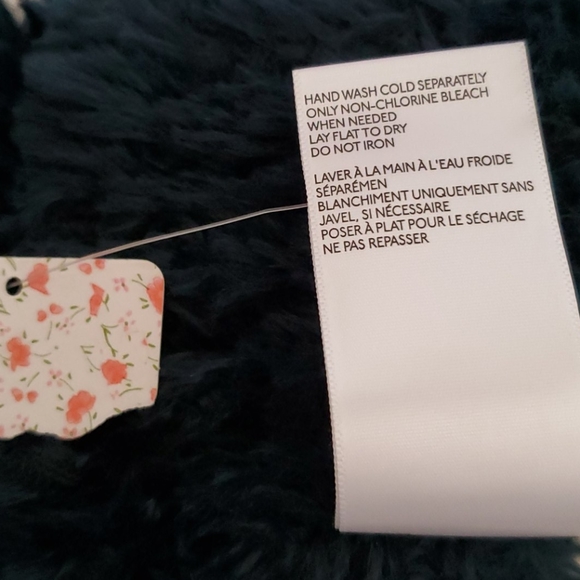 HAND WASH COLD SEPARATELY
ONLY NON-CHLORINE BLEACH
WHEN NEEDED
LAY FLAT TO DRY
DO NOT IRON
LAVER À LA MAIN À L'EAU FROIDE
SÉPARÉMEN
BLANCHIMENT UNIQUEMENT SANS
JAVEL, SI NÉCESSAIRE
POSER À PLAT POUR LE SÉCHAGE
NE PAS REPASSER